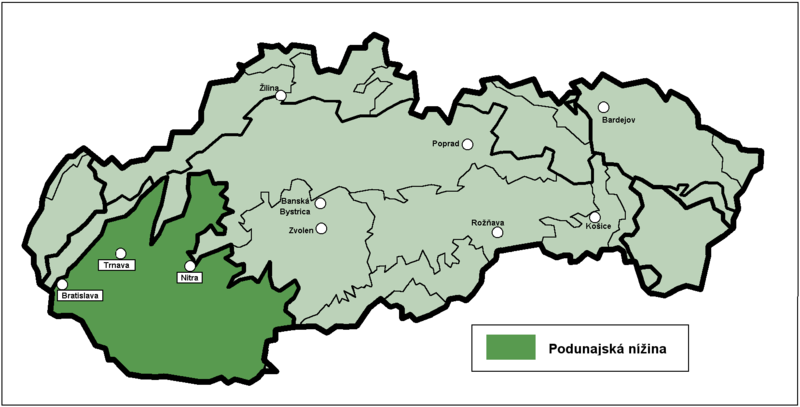 Žilina
Bardejov
Poprad
Banská
Bystrica
Zvolen
Rožňava
Košice
Trnava
Nitra
Bratislava
Podunajská nížina